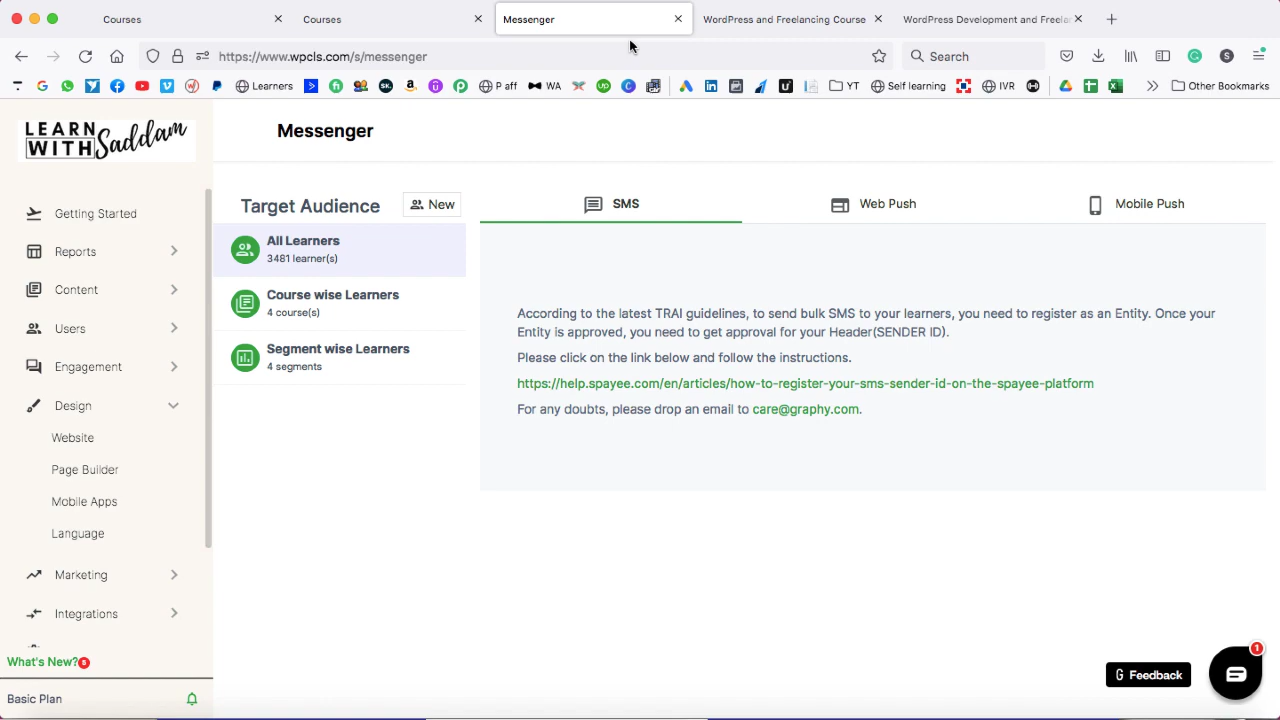 Courses
Courses
Messenger
WordPress and Freelancing Course
WordPress Development and Freelan
https://www.wpcls.com/s/messenger
Search
Learners
P aff
WA
YT
Self learning
IVR
Other Bookmarks
LEARN
WITH Saddam
Getting Started
Reports
Content
Users
Engagement
Design
Website
Page Builder
Mobile Apps
Language
Marketing
Integrations
What's New? 8
Basic Plan
Messenger
Target Audience
New
All Learners
3481 learner(s)
Course wise Learners
4 course(s)
Segment wise Learners
4 segments
SMS
Web Push
Mobile Push
According to the latest TRAI guidelines, to send bulk SMS to your learners, you need to register as an Entity. Once your
Entity is approved, you need to get approval for your Header(SENDER ID).
Please click on the link below and follow the instructions.
https://help.spayee.com/en/articles/how-to-register-your-sms-sender-id-on-the-spayee-platform
For any doubts, please drop an email to care@graphy.com.
Feedback
1